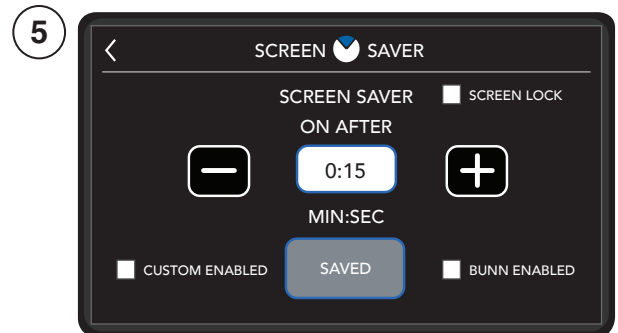 5
SCREEN SAVER
SCREEN SAVER
SCREEN LOCK
ON AFTER
0:15
MIN:SEC
CUSTOM ENABLED
SAVED
BUNN ENABLED